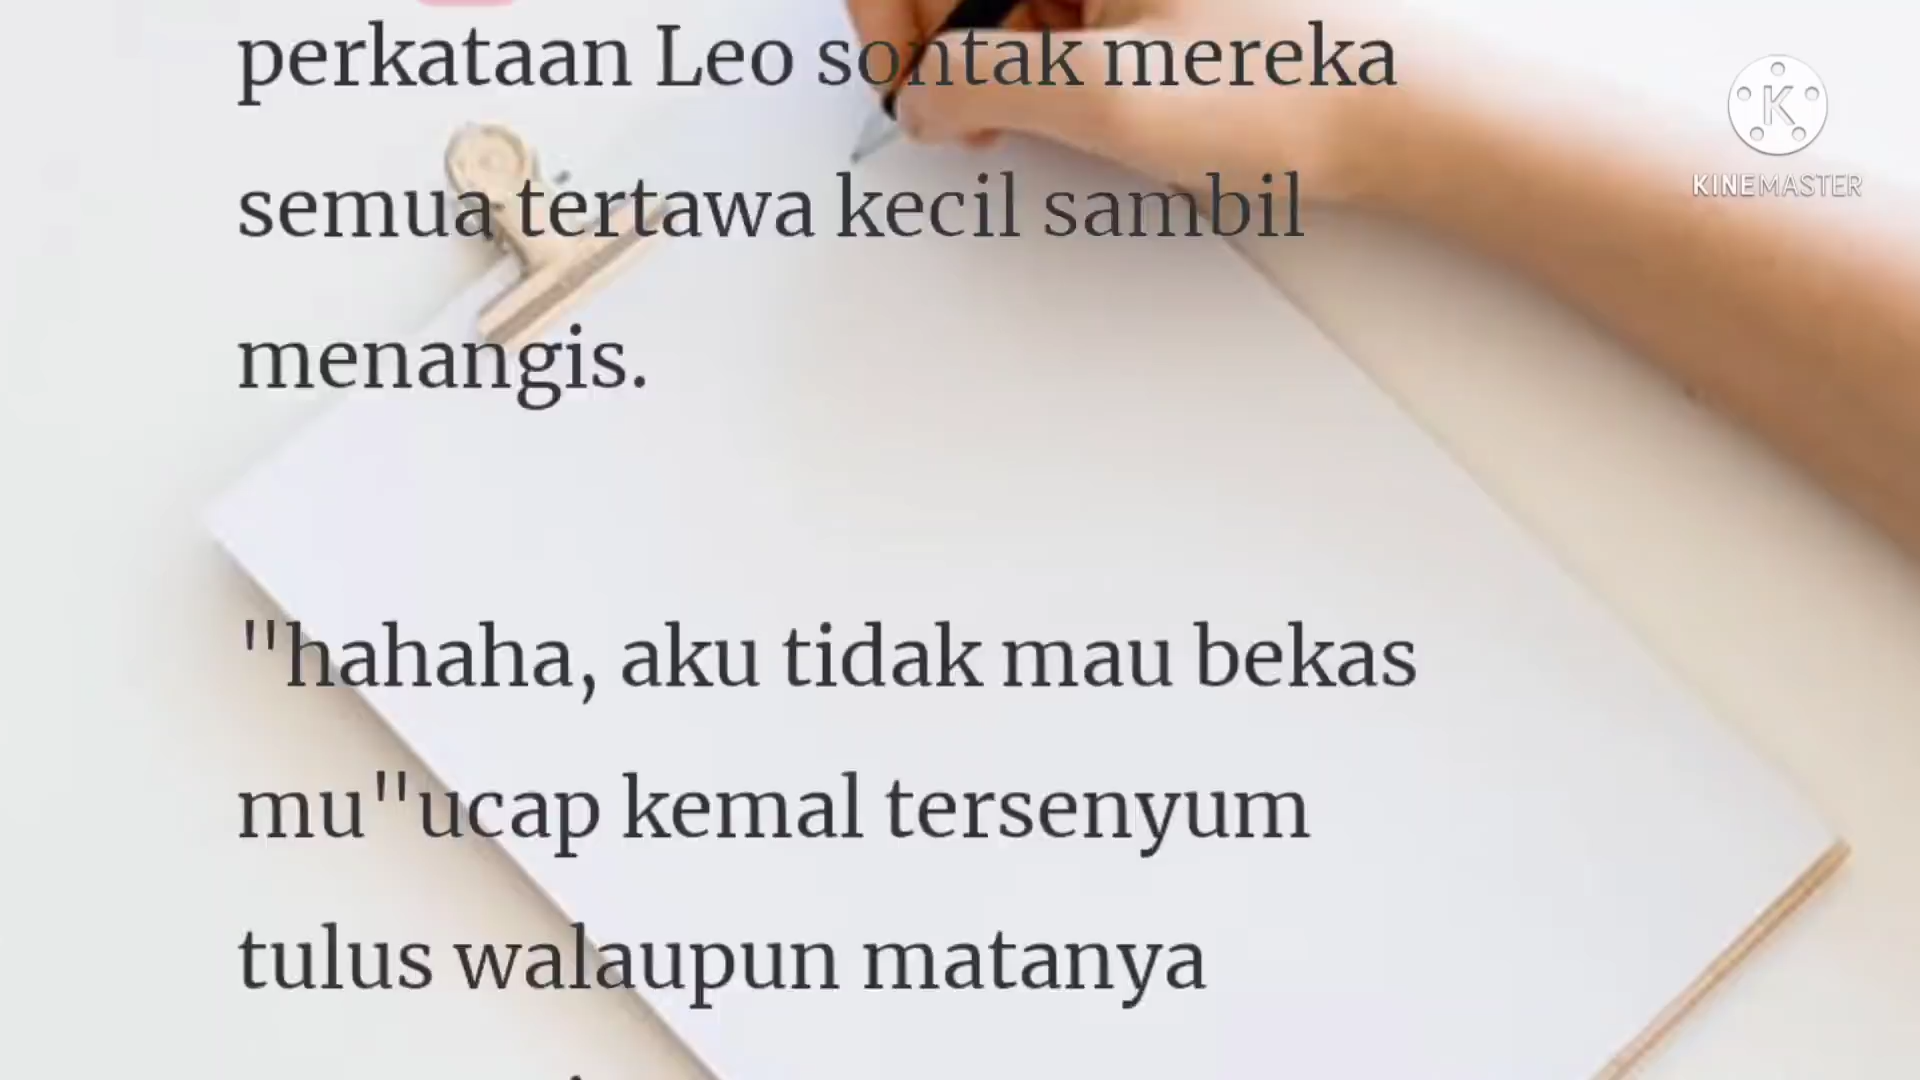 perkataan Leo sontak mereka
semua tertawa kecil sambil
menangis.
"hahaha, aku tidak mau bekas
mu"ucap kemal tersenyum
tulus walaupun matanya
K
KINEMASTER